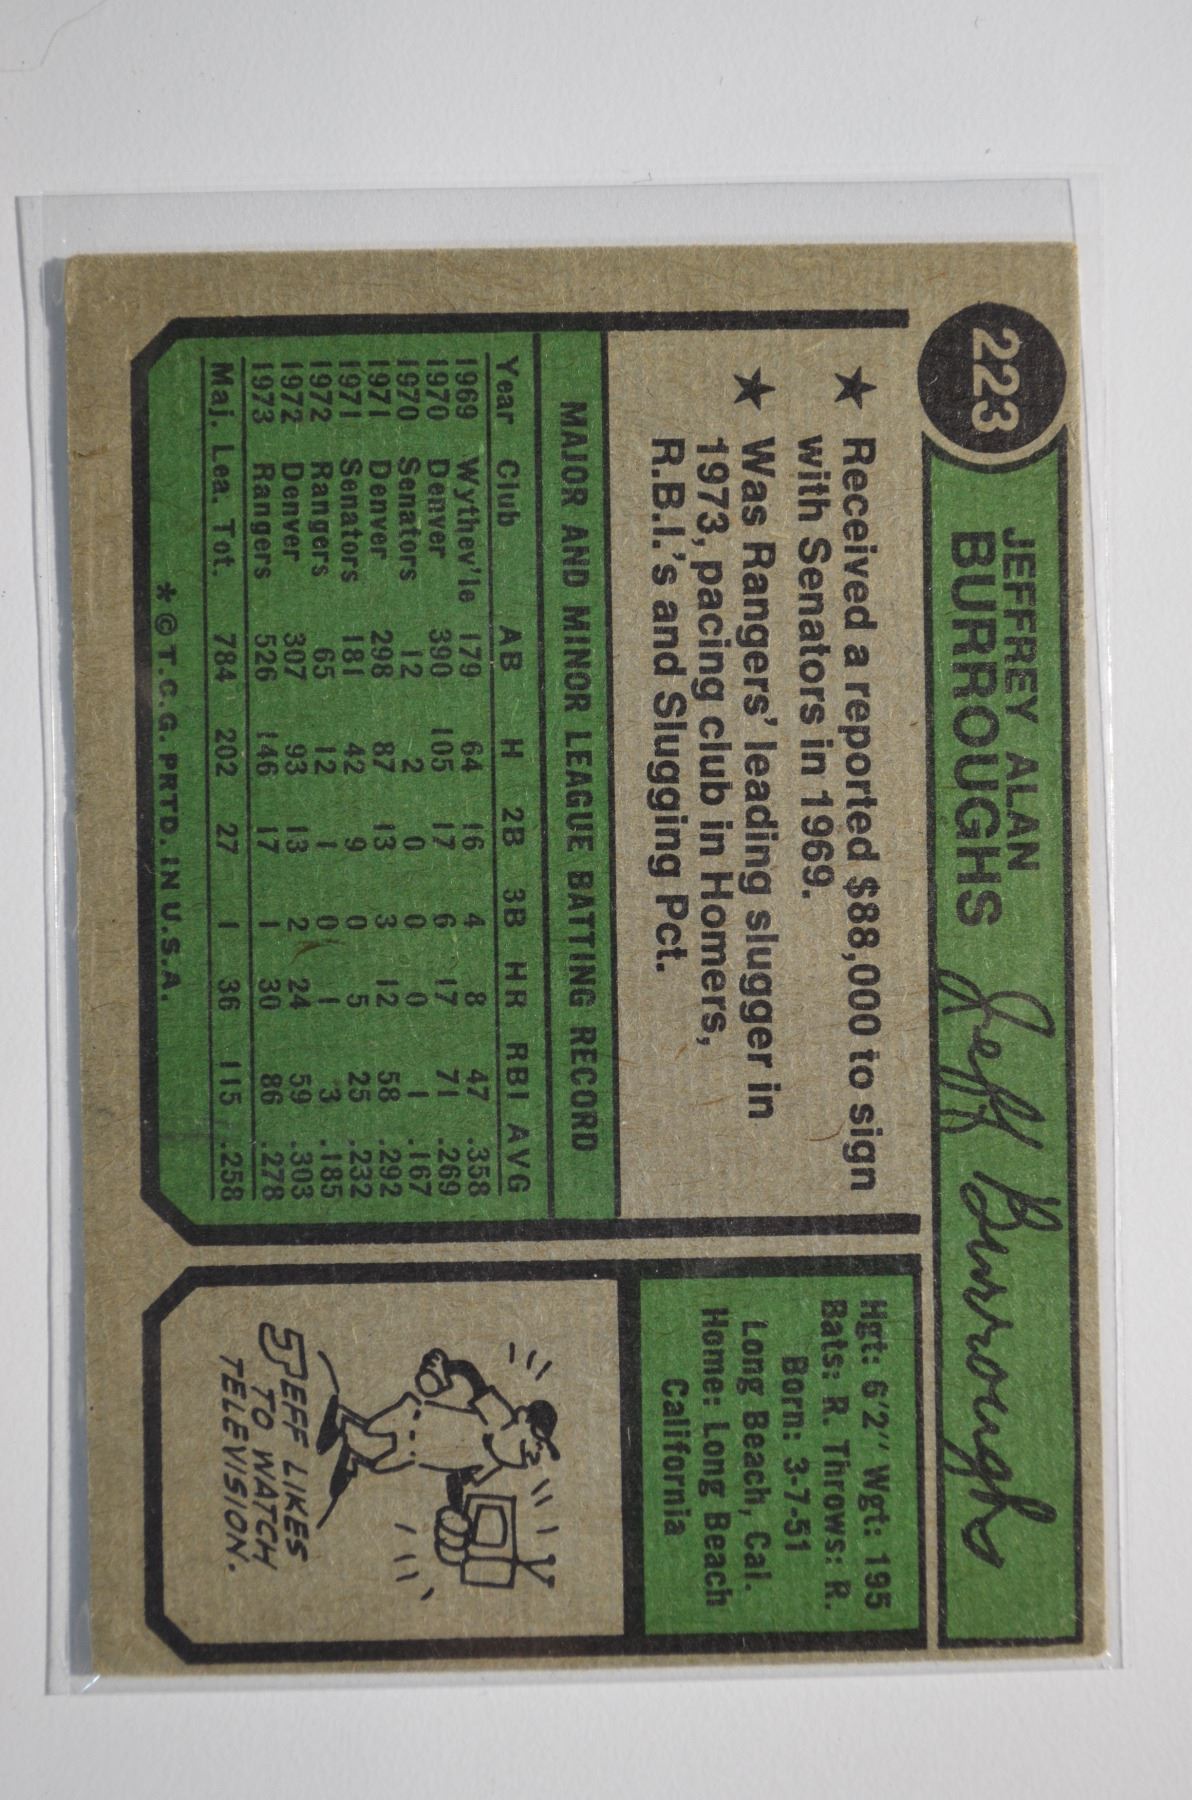 223
JEFFREY ALAN
BURROUGHS
Jeff Burroughs
★ Received a reported $88,000 to sign
with Senators in 1969.
★ Was Rangers' leading slugger in
1973, pacing club in Homers,
R.B.I.'s and Slugging Pct.
MAJOR AND MINOR LEAGUE BATTING RECORD
Year Club AB H 2B 3B HR RBI AVG
1969 Wythev'le 179 64 16 4 8 47 .358
1970 Denver 390 105 17 6 17 71 .269
1970 Senators 12 2 0 0 0 1 .167
1971 Denver 298 87 13 3 12 58 .292
1971 Senators 181 42 9 0 5 25 .232
1972 Rangers 65 12 1 0 1 3 .185
1972 Denver 307 93 13 2 24 59 .303
1973 Rangers 526 146 17 1 30 86 .278
Maj. Lea. Tot. 784 202 27 1 36 115 .258
*© T.C.G. PRTD. IN U.S.A.
Hgt: 6'2" Wgt: 195
Bats: R. Throws: R.
Born: 3-7-51
Long Beach, Cal.
Home: Long Beach
California
JEFF LIKES
TO WATCH
TELEVISION.